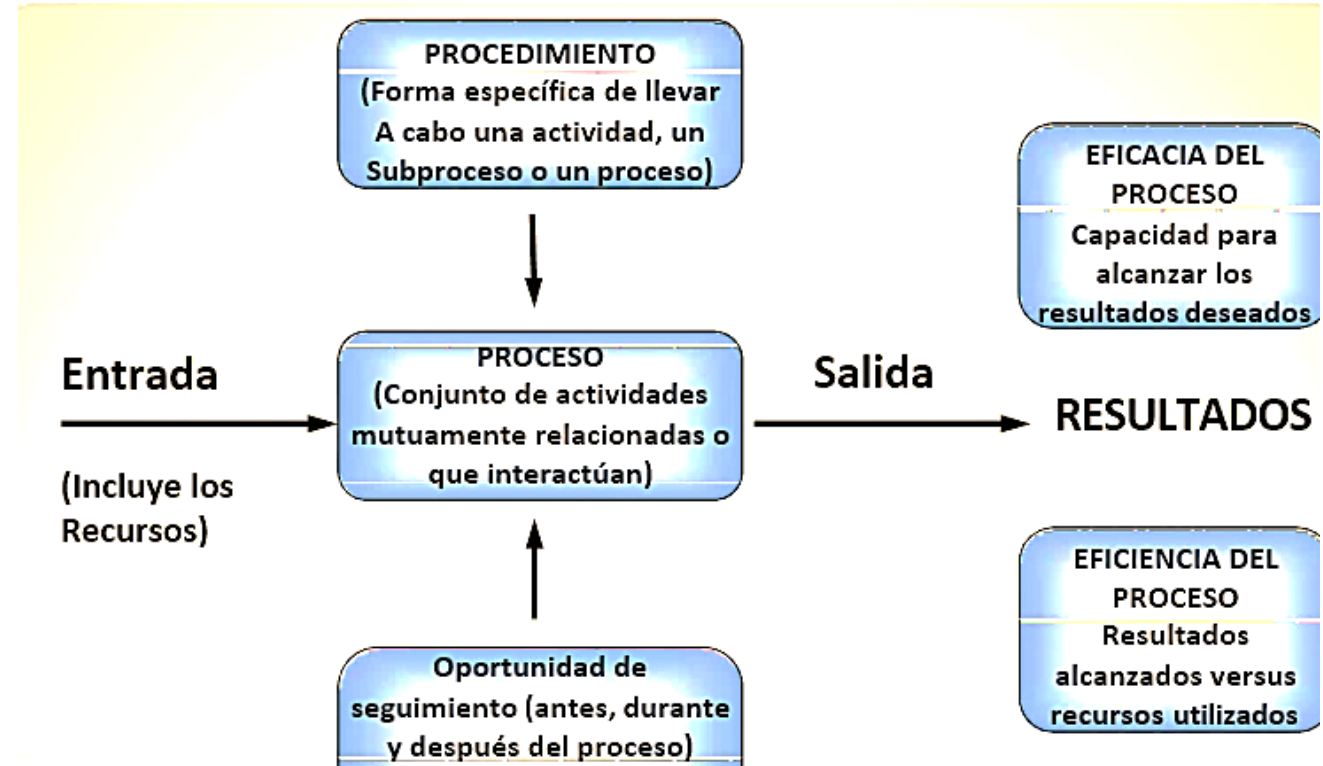 PROCEDIMIENTO
(Forma específica de llevar
A cabo una actividad, un
Subproceso o un proceso)
EFICACIA DEL
PROCESO
Capacidad para
alcanzar los
resultados deseados
Entrada
(Incluye los
Recursos)
PROCESO
(Conjunto de actividades
mutuamente relacionadas o
que interactúan)
Salida
RESULTADOS
EFICIENCIA DEL
PROCESO
Resultados
alcanzados versus
recursos utilizados
Oportunidad de
seguimiento (antes, durante
y después del proceso)